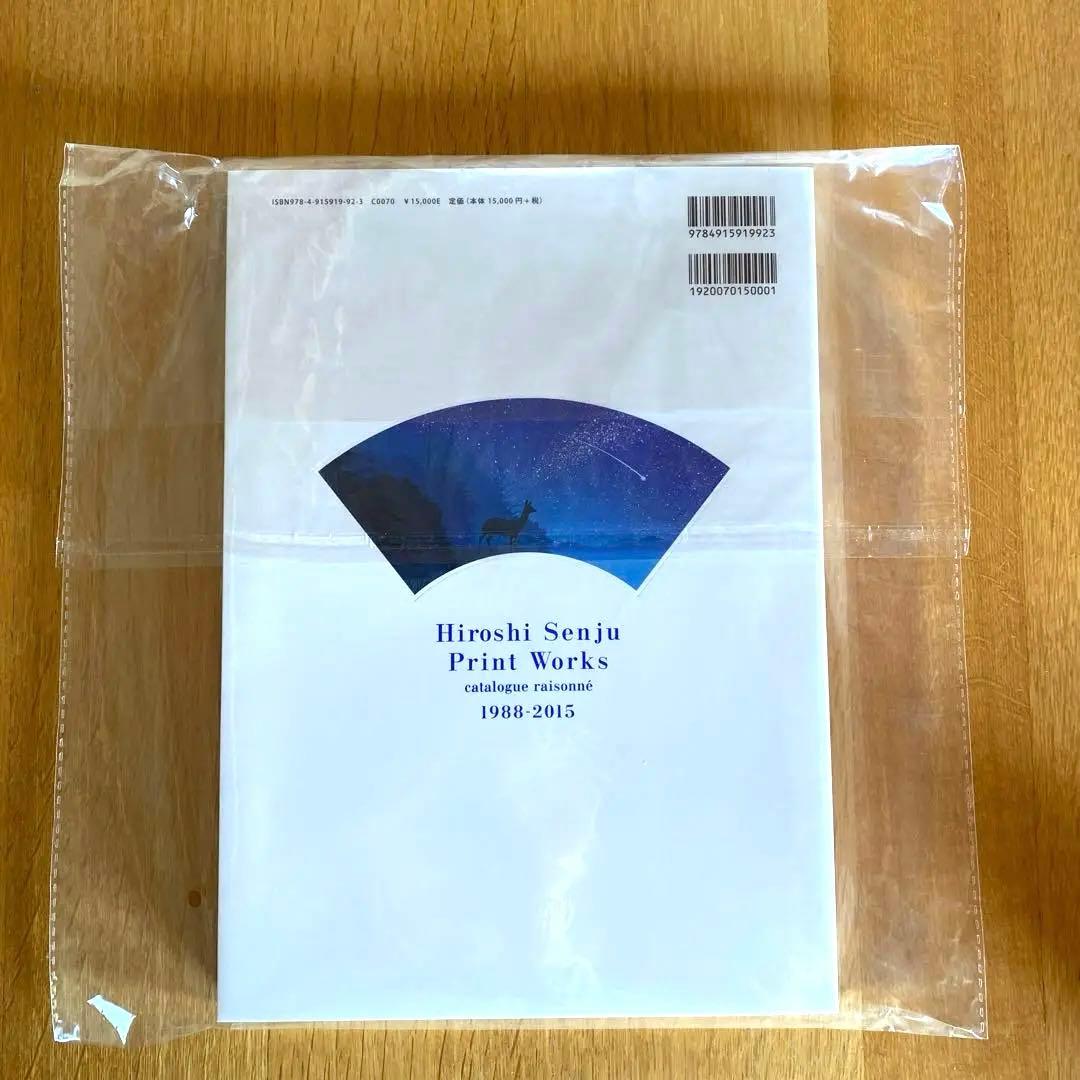 ISBN978-4-915919-92-3 C0070 ¥15,000E 定価(本体 15,000円+税)
9784915919923
1920070150001
Hiroshi Senju
Print Works
catalogue raisonné
1988-2015